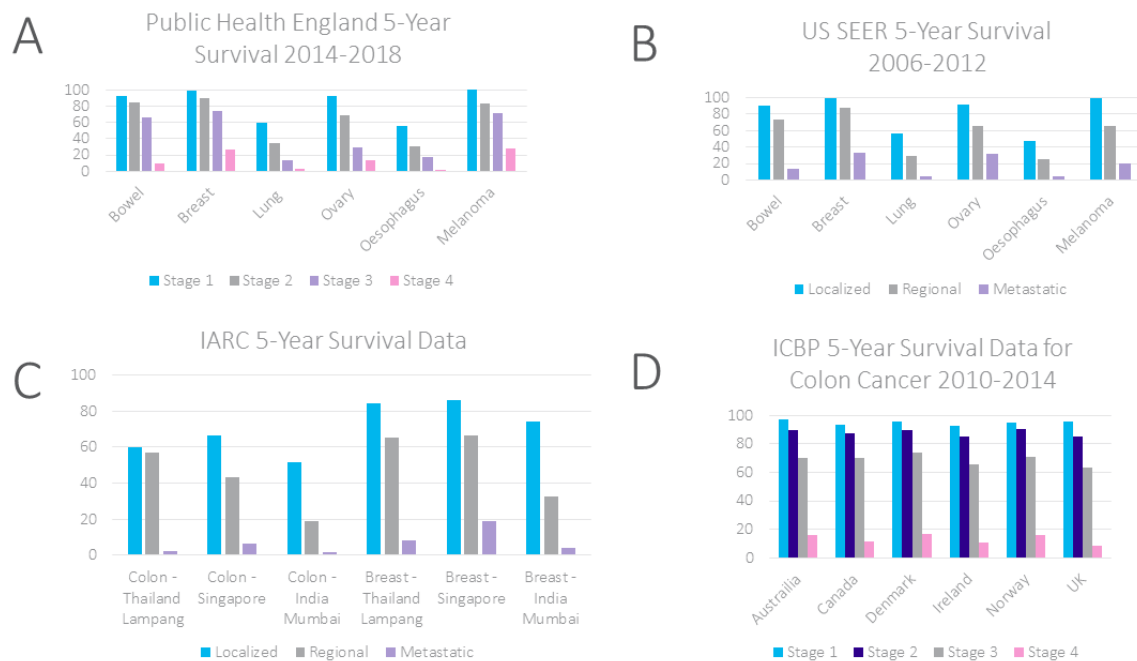 A
Public Health England 5-Year
Survival 2014-2018
100
80
60
40
20
0
Bowel
Breast
Lung
Ovary
Oesophagus
Melanoma
Stage 1
Stage 2
Stage 3
Stage 4
B
US SEER 5-Year Survival
2006-2012
100
80
60
40
20
0
Bowel
Breast
Lung
Ovary
Oesophagus
Melanoma
Localized
Regional
Metastatic
C
IARC 5-Year Survival Data
100
80
60
40
20
0
Colon -
Thailand
Lampang
Colon -
Singapore
Colon -
India
Mumbai
Breast -
Thailand
Lampang
Breast -
Singapore
Breast -
India
Mumbai
Localized
Regional
Metastatic
D
ICBP 5-Year Survival Data for
Colon Cancer 2010-2014
100
80
60
40
20
0
Austrailia
Canada
Denmark
Ireland
Norway
UK
Stage 1
Stage 2
Stage 3
Stage 4